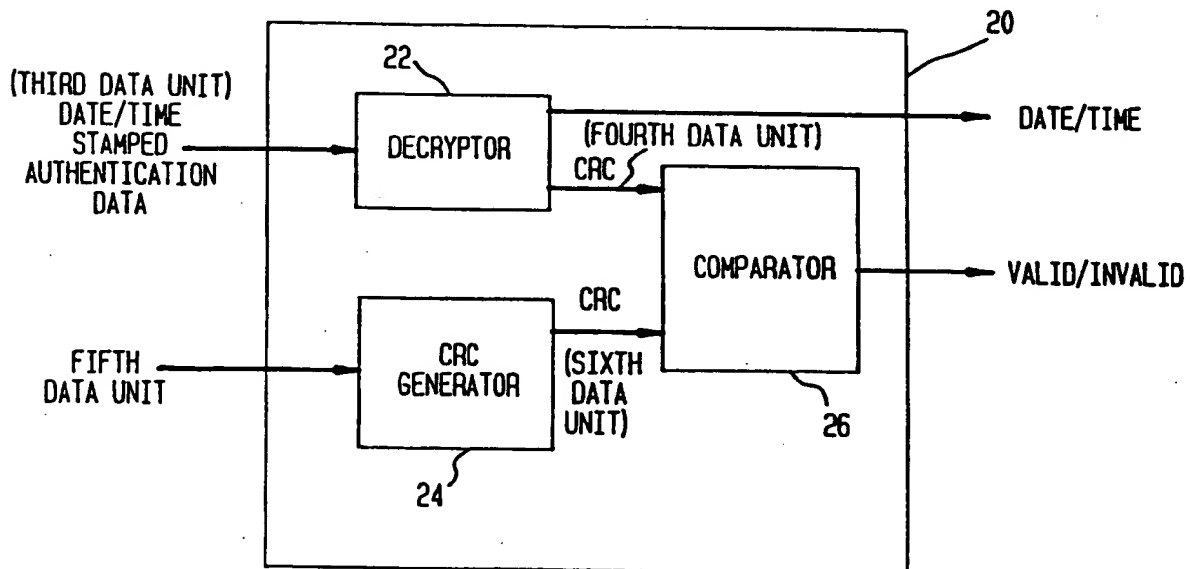 20
22
(THIRD DATA UNIT)
DATE/TIME
STAMPED
AUTHENTICATION
DATA
DECRYPTOR
DATE/TIME
(FOURTH DATA UNIT)
CRC
COMPARATOR
VALID/INVALID
CRC
FIFTH
DATA UNIT
CRC
GENERATOR
(SIXTH
DATA
UNIT)
26
24